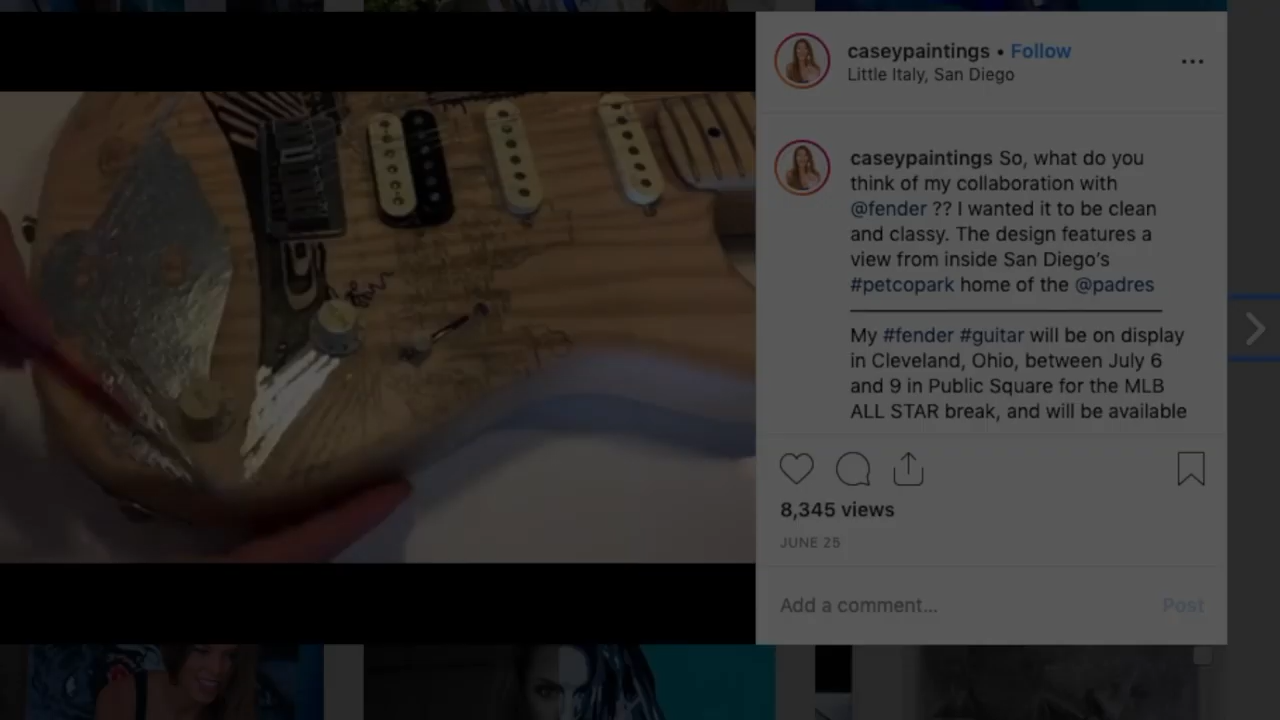 caseypaintings • Follow
Little Italy, San Diego
caseypaintings So, what do you
think of my collaboration with
@fender ?? I wanted it to be clean
and classy. The design features a
view from inside San Diego’s
#petcopark home of the @padres
My #fender #guitar will be on display
in Cleveland, Ohio, between July 6
and 9 in Public Square for the MLB
ALL STAR break, and will be available
8,345 views
JUNE 25
Add a comment...
Post